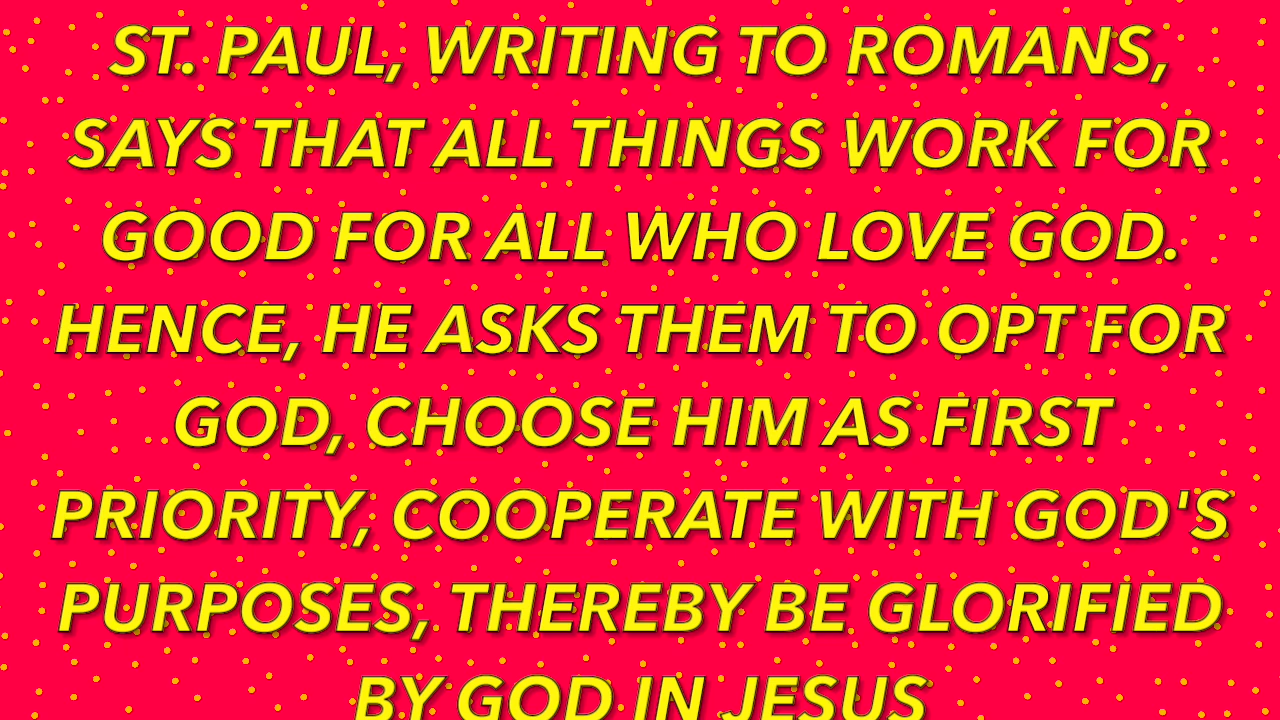 ST. PAUL, WRITING TO ROMANS,
SAYS THAT ALL THINGS WORK FOR
GOOD FOR ALL WHO LOVE GOD.
HENCE, HE ASKS THEM TO OPT FOR
GOD, CHOOSE HIM AS FIRST
PRIORITY, COOPERATE WITH GOD'S
PURPOSES, THEREBY BE GLORIFIED
BY GOD IN JESUS